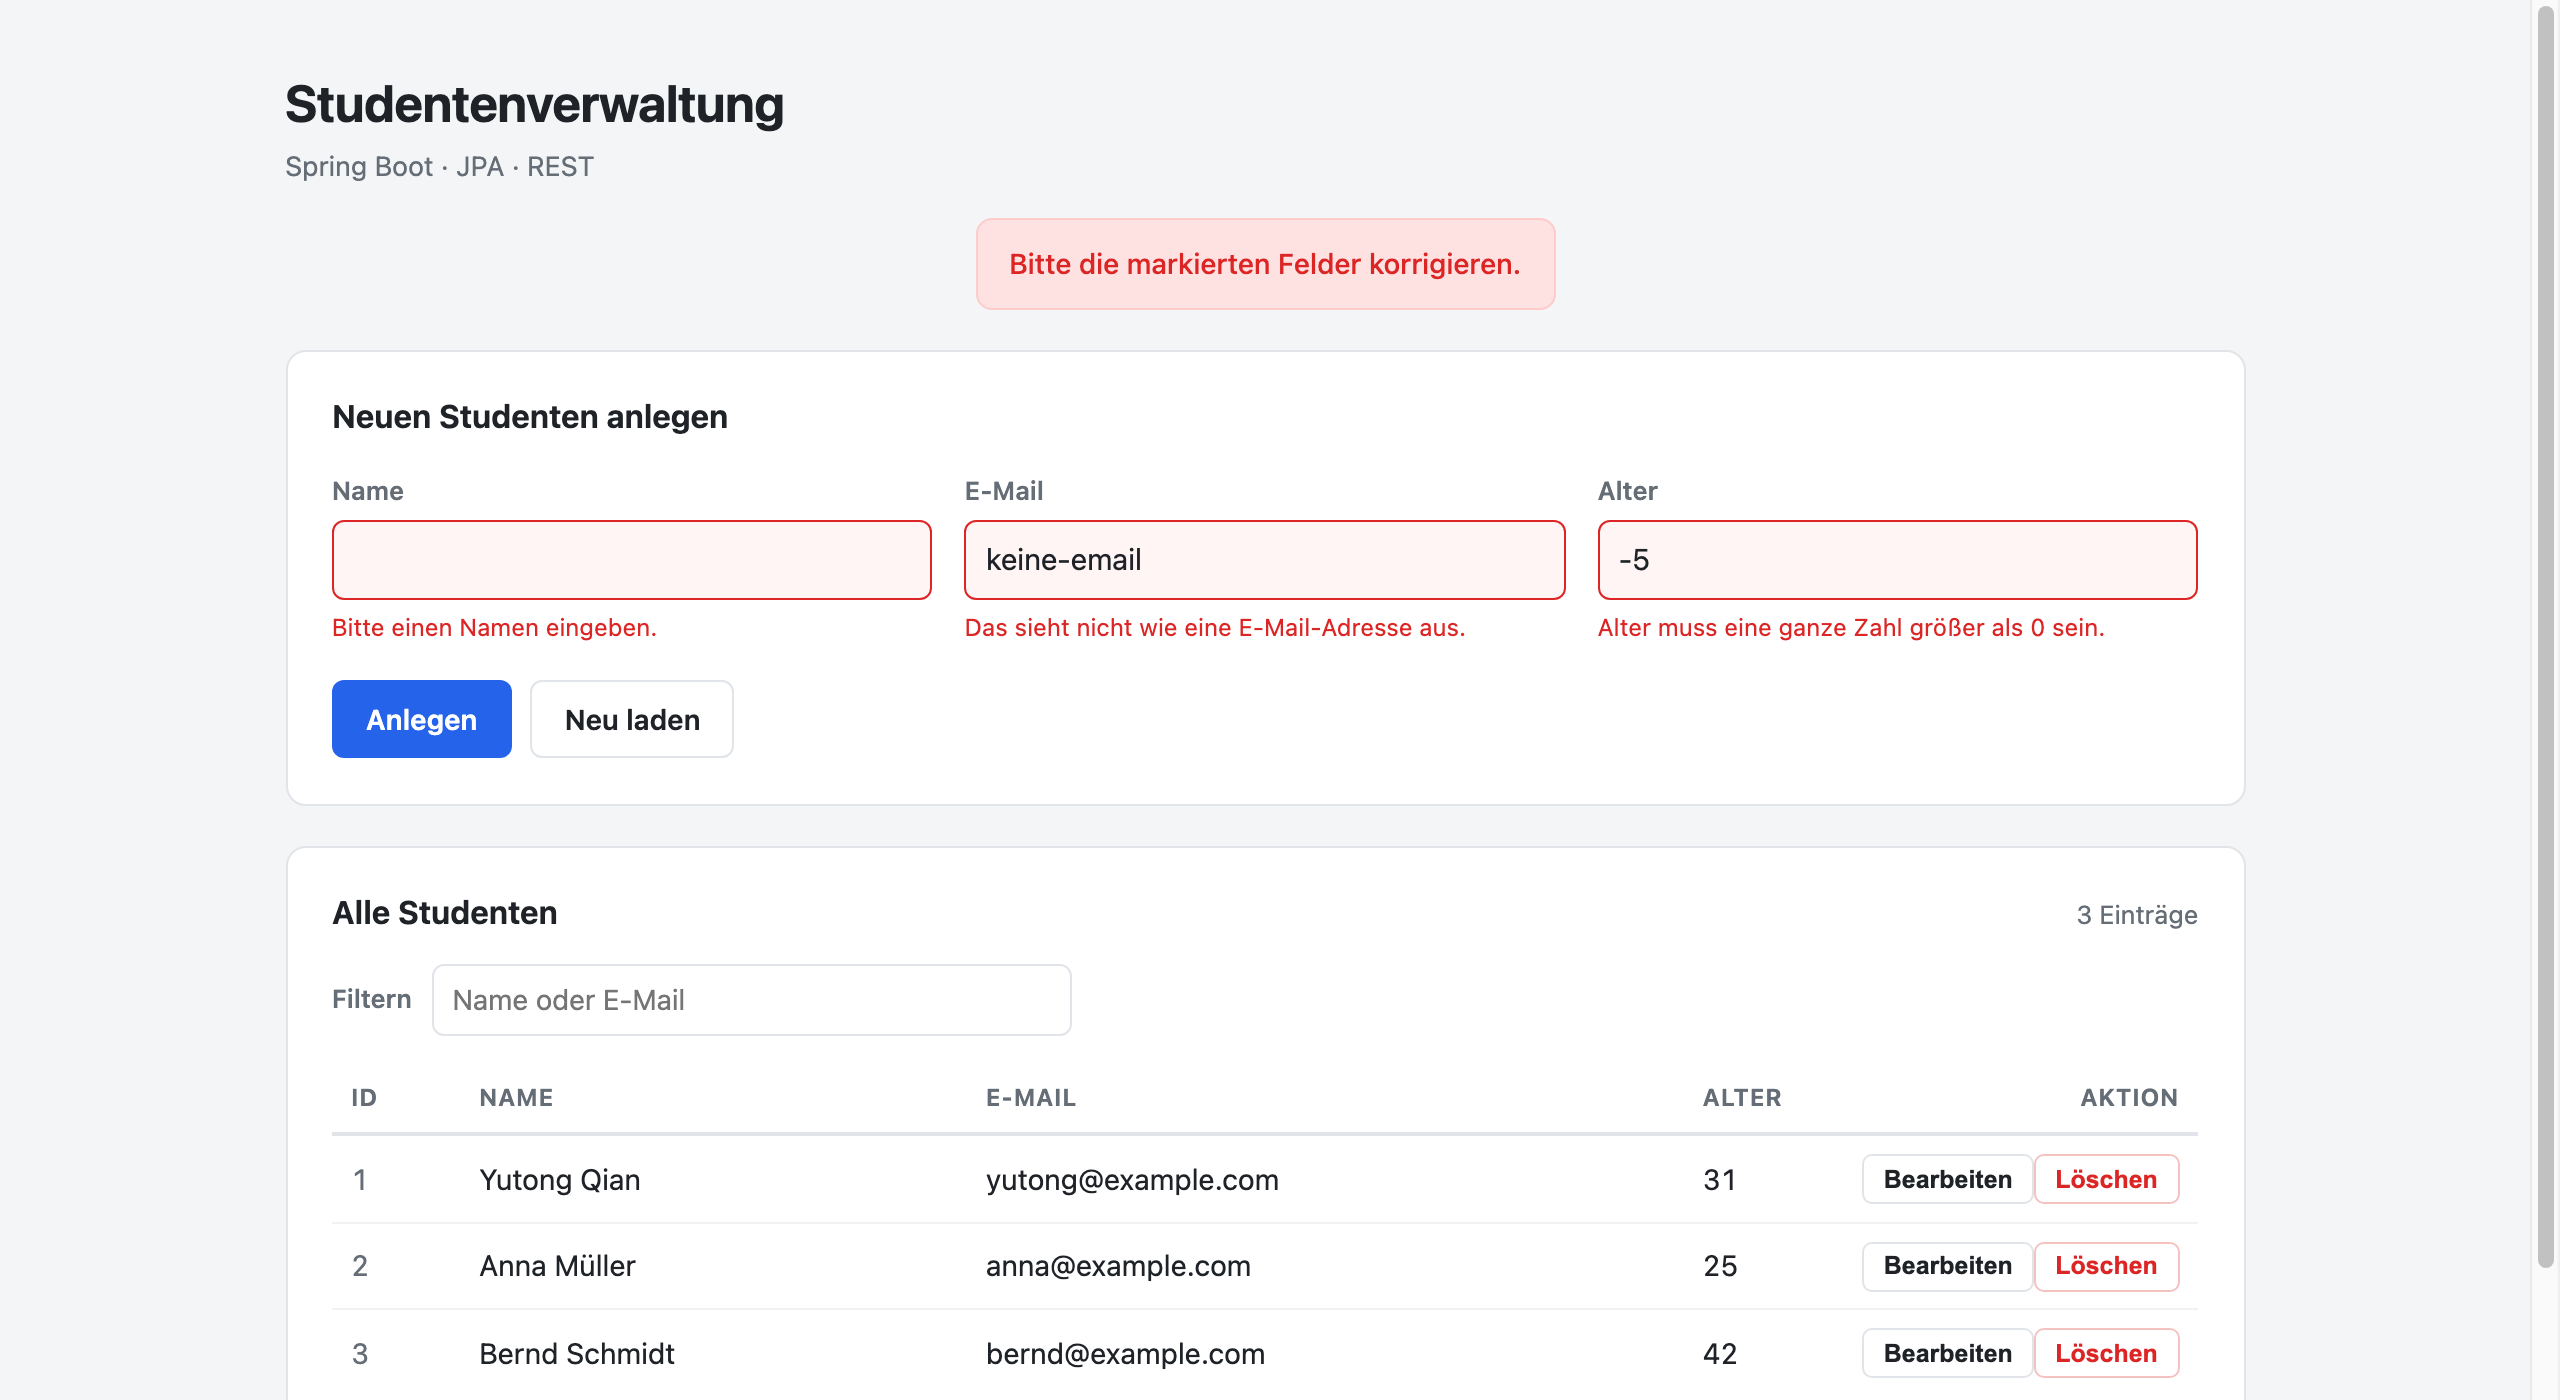 Studentenverwaltung
Spring Boot · JPA · REST
Bitte die markierten Felder korrigieren.
Neuen Studenten anlegen
Name E-Mail Alter
keine-email -5
Bitte einen Namen eingeben. Das sieht nicht wie eine E-Mail-Adresse aus. Alter muss eine ganze Zahl größer als 0 sein.
Anlegen Neu laden
Alle Studenten 3 Einträge
Filtern Name oder E-Mail
ID NAME E-MAIL ALTER AKTION
1 Yutong Qian yutong@example.com 31 Bearbeiten Löschen
2 Anna Müller anna@example.com 25 Bearbeiten Löschen
3 Bernd Schmidt bernd@example.com 42 Bearbeiten Löschen